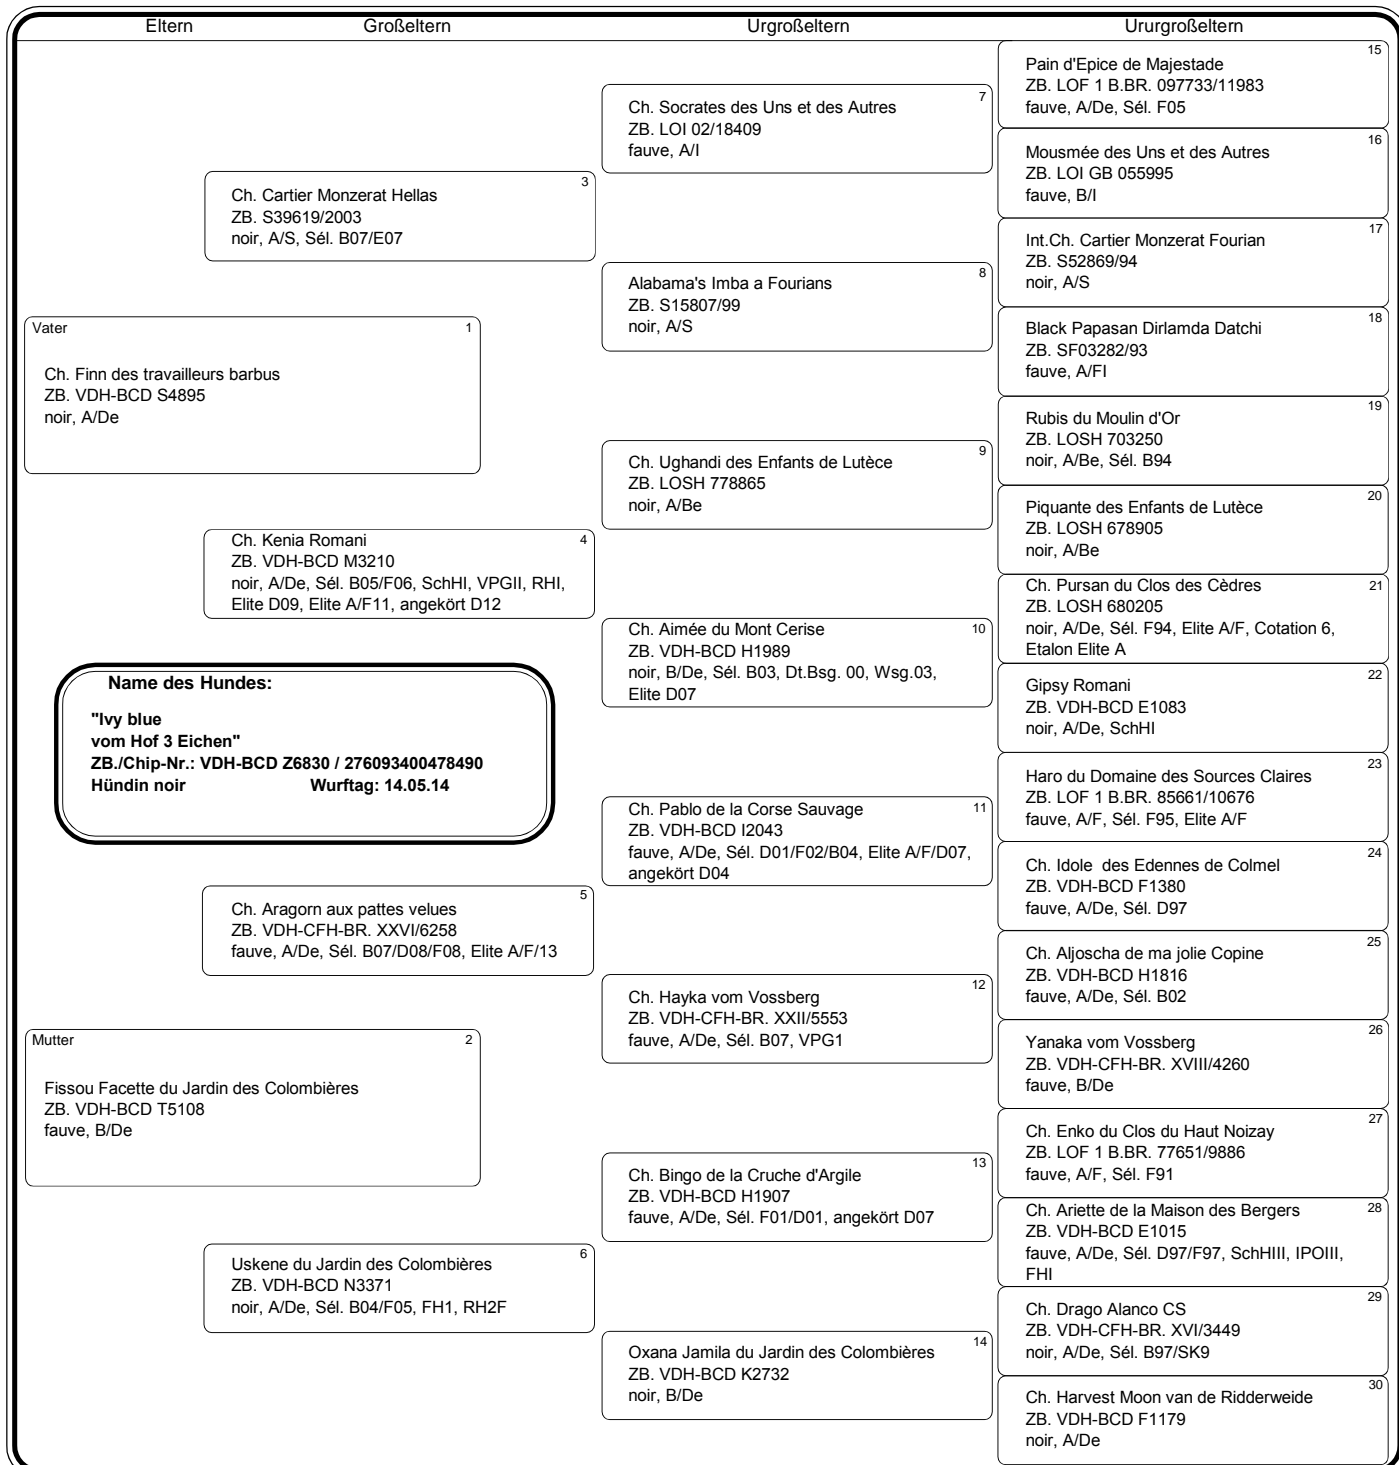 Eltern Großeltern Urgroßeltern Ururgroßeltern
Vater 1
Ch. Finn des travailleurs barbus
ZB. VDH-BCD S4895
noir, A/De
Name des Hundes:
"Ivy blue
vom Hof 3 Eichen"
ZB./Chip-Nr.: VDH-BCD Z6830 / 276093400478490
Hündin noir Wurftag: 14.05.14
Mutter 2
Fissou Facette du Jardin des Colombières
ZB. VDH-BCD T5108
fauve, B/De
3
Ch. Cartier Monzerat Hellas
ZB. S39619/2003
noir, A/S, Sél. B07/E07
4
Ch. Kenia Romani
ZB. VDH-BCD M3210
noir, A/De, Sél. B05/F06, SchHI, VPGII, RHI,
Elite D09, Elite A/F11, angekört D12
5
Ch. Aragorn aux pattes velues
ZB. VDH-CFH-BR. XXVI/6258
fauve, A/De, Sél. B07/D08/F08, Elite A/F/13
6
Uskene du Jardin des Colombières
ZB. VDH-BCD N3371
noir, A/De, Sél. B04/F05, FH1, RH2F
7
Ch. Socrates des Uns et des Autres
ZB. LOI 02/18409
fauve, A/I
8
Alabama's Imba a Fourians
ZB. S15807/99
noir, A/S
9
Ch. Ughandi des Enfants de Lutèce
ZB. LOSH 778865
noir, A/Be
10
Ch. Aimée du Mont Cerise
ZB. VDH-BCD H1989
noir, B/De, Sél. B03, Dt.Bsg. 00, Wsg.03,
Elite D07
11
Ch. Pablo de la Corse Sauvage
ZB. VDH-BCD I2043
fauve, A/De, Sél. D01/F02/B04, Elite A/F/D07,
angekört D04
12
Ch. Hayka vom Vossberg
ZB. VDH-CFH-BR. XXII/5553
fauve, A/De, Sél. B07, VPG1
13
Ch. Bingo de la Cruche d'Argile
ZB. VDH-BCD H1907
fauve, A/De, Sél. F01/D01, angekört D07
14
Oxana Jamila du Jardin des Colombières
ZB. VDH-BCD K2732
noir, B/De
15
Pain d'Epice de Majestade
ZB. LOF 1 B.BR. 097733/11983
fauve, A/De, Sél. F05
16
Mousmée des Uns et des Autres
ZB. LOI GB 055995
fauve, B/I
17
Int.Ch. Cartier Monzerat Fourian
ZB. S52869/94
noir, A/S
18
Black Papasan Dirlamda Datchi
ZB. SF03282/93
fauve, A/FI
19
Rubis du Moulin d'Or
ZB. LOSH 703250
noir, A/Be, Sél. B94
20
Piquante des Enfants de Lutèce
ZB. LOSH 678905
noir, A/Be
21
Ch. Pursan du Clos des Cèdres
ZB. LOSH 680205
noir, A/De, Sél. F94, Elite A/F, Cotation 6,
Etalon Elite A
22
Gipsy Romani
ZB. VDH-BCD E1083
noir, A/De, SchHI
23
Haro du Domaine des Sources Claires
ZB. LOF 1 B.BR. 85661/10676
fauve, A/F, Sél. F95, Elite A/F
24
Ch. Idole des Edennes de Colmel
ZB. VDH-BCD F1380
fauve, A/De, Sél. D97
25
Ch. Aljoscha de ma jolie Copine
ZB. VDH-BCD H1816
fauve, A/De, Sél. B02
26
Yanaka vom Vossberg
ZB. VDH-CFH-BR. XVIII/4260
fauve, B/De
27
Ch. Enko du Clos du Haut Noizay
ZB. LOF 1 B.BR. 77651/9886
fauve, A/F, Sél. F91
28
Ch. Ariette de la Maison des Bergers
ZB. VDH-BCD E1015
fauve, A/De, Sél. D97/F97, SchHIII, IPOIII,
FHI
29
Ch. Drago Alanco CS
ZB. VDH-CFH-BR. XVI/3449
noir, A/De, Sél. B97/SK9
30
Ch. Harvest Moon van de Ridderweide
ZB. VDH-BCD F1179
noir, A/De